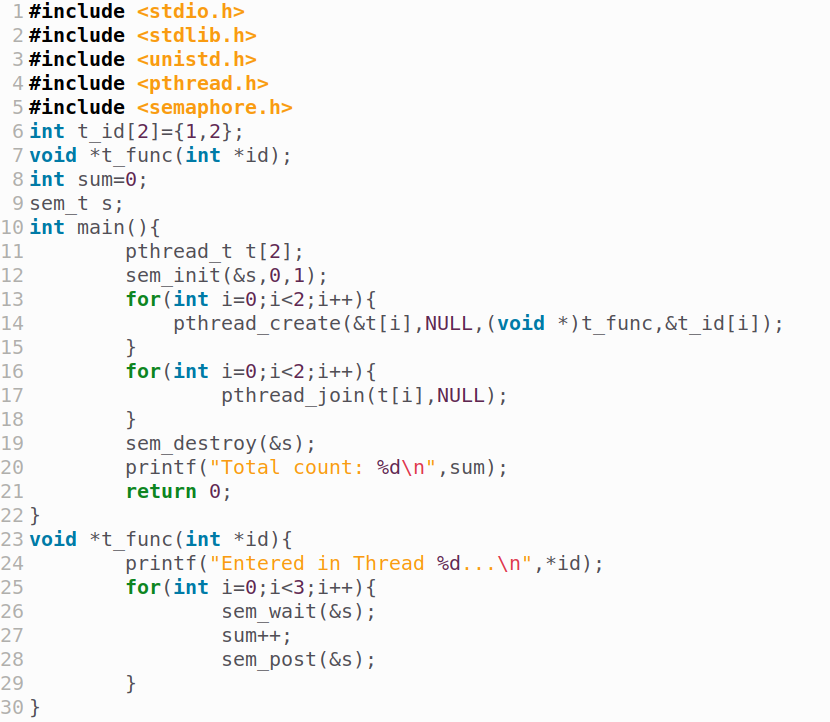 1 #include <stdio.h>
2 #include <stdlib.h>
3 #include <unistd.h>
4 #include <pthread.h>
5 #include <semaphore.h>
6 int t_id[2]={1,2};
7 void *t_func(int *id);
8 int sum=0;
9 sem_t s;
10 int main(){
11         pthread_t t[2];
12         sem_init(&s,0,1);
13         for(int i=0;i<2;i++){
14             pthread_create(&t[i],NULL,(void *)t_func,&t_id[i]);
15         }
16         for(int i=0;i<2;i++){
17                 pthread_join(t[i],NULL);
18         }
19         sem_destroy(&s);
20         printf("Total count: %d\n",sum);
21         return 0;
22 }
23 void *t_func(int *id){
24         printf("Entered in Thread %d...\n",*id);
25         for(int i=0;i<3;i++){
26                 sem_wait(&s);
27                 sum++;
28                 sem_post(&s);
29         }
30 }